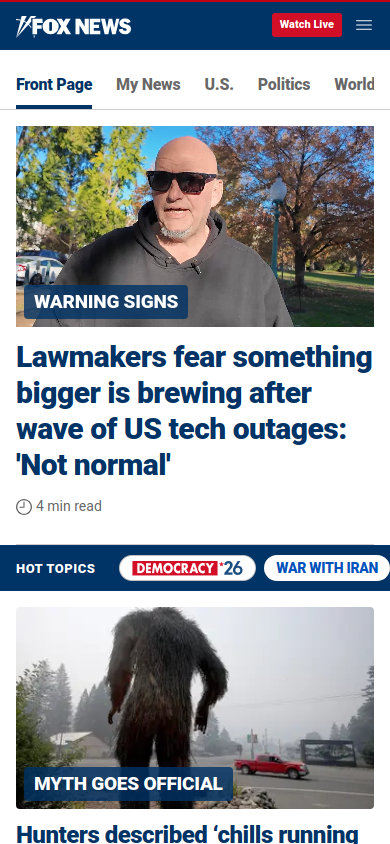 FOX NEWS
Watch Live
Front Page My News U.S. Politics World
WARNING SIGNS
Lawmakers fear something
bigger is brewing after
wave of US tech outages:
'Not normal'
4 min read
HOT TOPICS DEMOCRACY★26 WAR WITH IRAN
MYTH GOES OFFICIAL
Hunters described ‘chills running